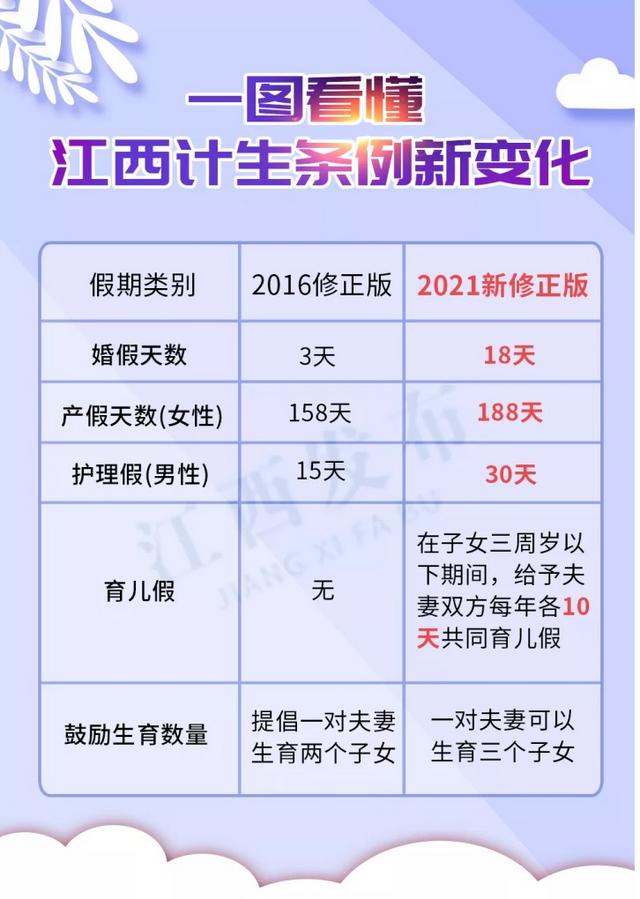 一图看懂
江西计生条例新变化
假期类别
2016修正版
2021新修正版
婚假天数
3天
18天
产假天数(女性)
158天
188天
护理假(男性)
15天
30天
育儿假
无
在子女三周岁以
下期间，给予夫
妻双方每年各10
天共同育儿假
鼓励生育数量
提倡一对夫妻
生育两个子女
一对夫妻可以
生育三个子女
江西发布
JIANG XI FA BU